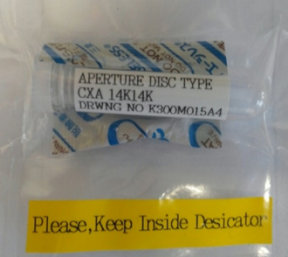 APERTURE DISC TYPE
CXA 14K14K
DRWNG NO K300M015A4
Please,Keep Inside Desicator